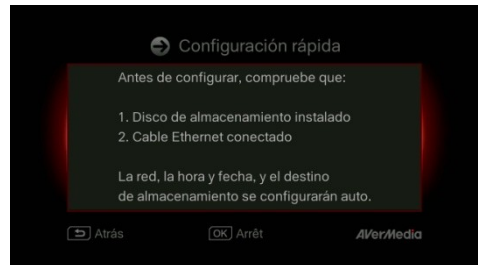 Configuración rápida
Antes de configurar, compruebe que:
1. Disco de almacenamiento instalado
2. Cable Ethernet conectado
La red, la hora y fecha, y el destino
de almacenamiento se configurarán auto.
Atrás OK Arrêt AVerMedia